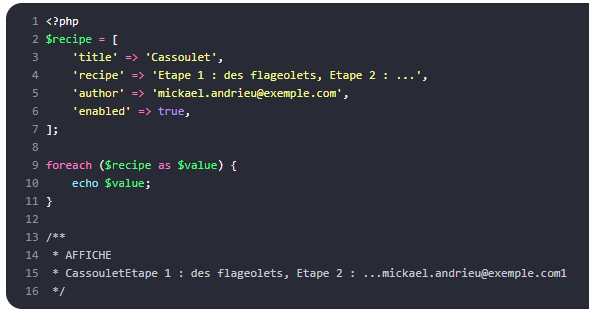 1 <?php
2 $recipe = [
3     'title' => 'Cassoulet',
4     'recipe' => 'Etape 1 : des flageolets, Etape 2 : ...',
5     'author' => 'mickael.andrieu@exemple.com',
6     'enabled' => true,
7 ];
8
9 foreach ($recipe as $value) {
10     echo $value;
11 }
12
13 /**
14  * AFFICHE
15  * CassouletEtape 1 : des flageolets, Etape 2 : ...mickael.andrieu@exemple.com1
16  */